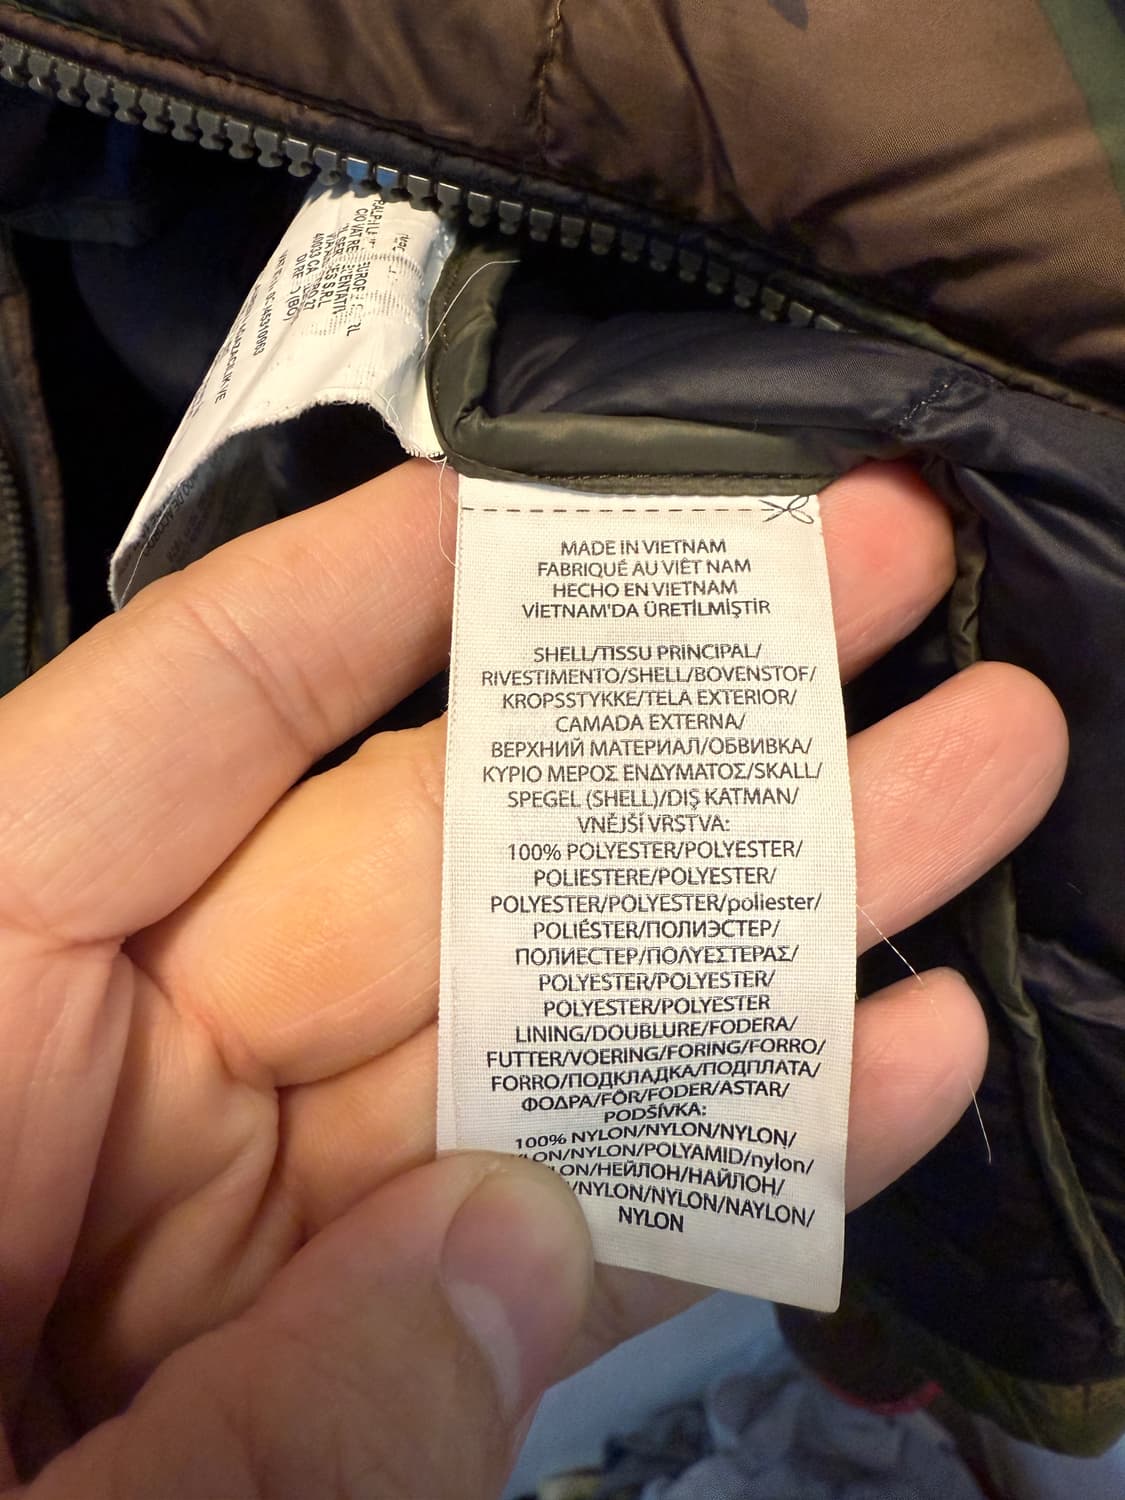 MADE IN VIETNAM
FABRIQUÉ AU VIÊT NAM
HECHO EN VIETNAM
VİETNAM'DA ÜRETİLMİŞTİR
SHELL/TISSU PRINCIPAL/
RIVESTIMENTO/SHELL/BOVENSTOF/
KROPSSTYKKE/TELA EXTERIOR/
CAMADA EXTERNA/
ВЕРХНИЙ МАТЕРИАЛ/ОБВИВКА/
ΚΥΡΙΟ ΜΕΡΟΣ ΕΝΔΥΜΑΤΟΣ/SKALL/
SPEGEL (SHELL)/DIŞ KATMAN/
VNĚJŠÍ VRSTVA:
100% POLYESTER/POLYESTER/
POLIESTERE/POLYESTER/
POLYESTER/POLYESTER/poliester/
POLIÉSTER/ПОЛИЭСТЕР/
ПОЛИЕСТЕР/ΠΟΛΥΕΣΤΕΡΑΣ/
POLYESTER/POLYESTER/
POLYESTER/POLYESTER
LINING/DOUBLURE/FODERA/
FUTTER/VOERING/FORING/FORRO/
FORRO/ПОДКЛАДКА/ПОДПЛАТА/
ΦΟΔΡΑ/FÔR/FODER/ASTAR/
PODŠÍVKA:
100% NYLON/NYLON/NYLON/
/NYLON/POLYAMID/nylon/
/НЕЙЛОН/НАЙЛОН/
/NYLON/NYLON/NAYLON/
NYLON